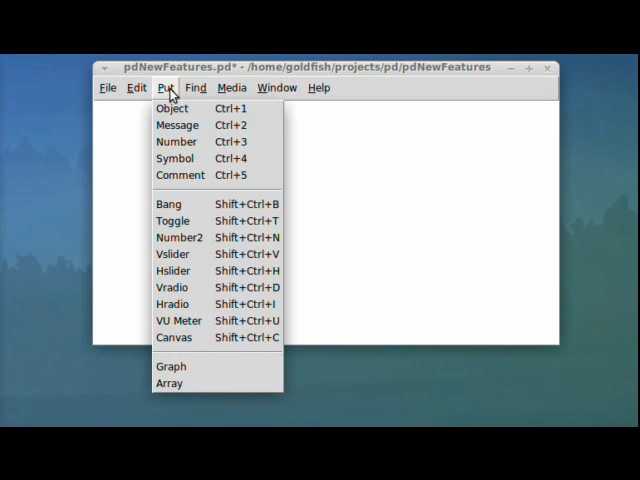 pdNewFeatures.pd* - /home/goldfish/projects/pd/pdNewFeatures
File Edit Put Find Media Window Help
Object Ctrl+1
Message Ctrl+2
Number Ctrl+3
Symbol Ctrl+4
Comment Ctrl+5
Bang Shift+Ctrl+B
Toggle Shift+Ctrl+T
Number2 Shift+Ctrl+N
Vslider Shift+Ctrl+V
Hslider Shift+Ctrl+H
Vradio Shift+Ctrl+D
Hradio Shift+Ctrl+I
VU Meter Shift+Ctrl+U
Canvas Shift+Ctrl+C
Graph
Array